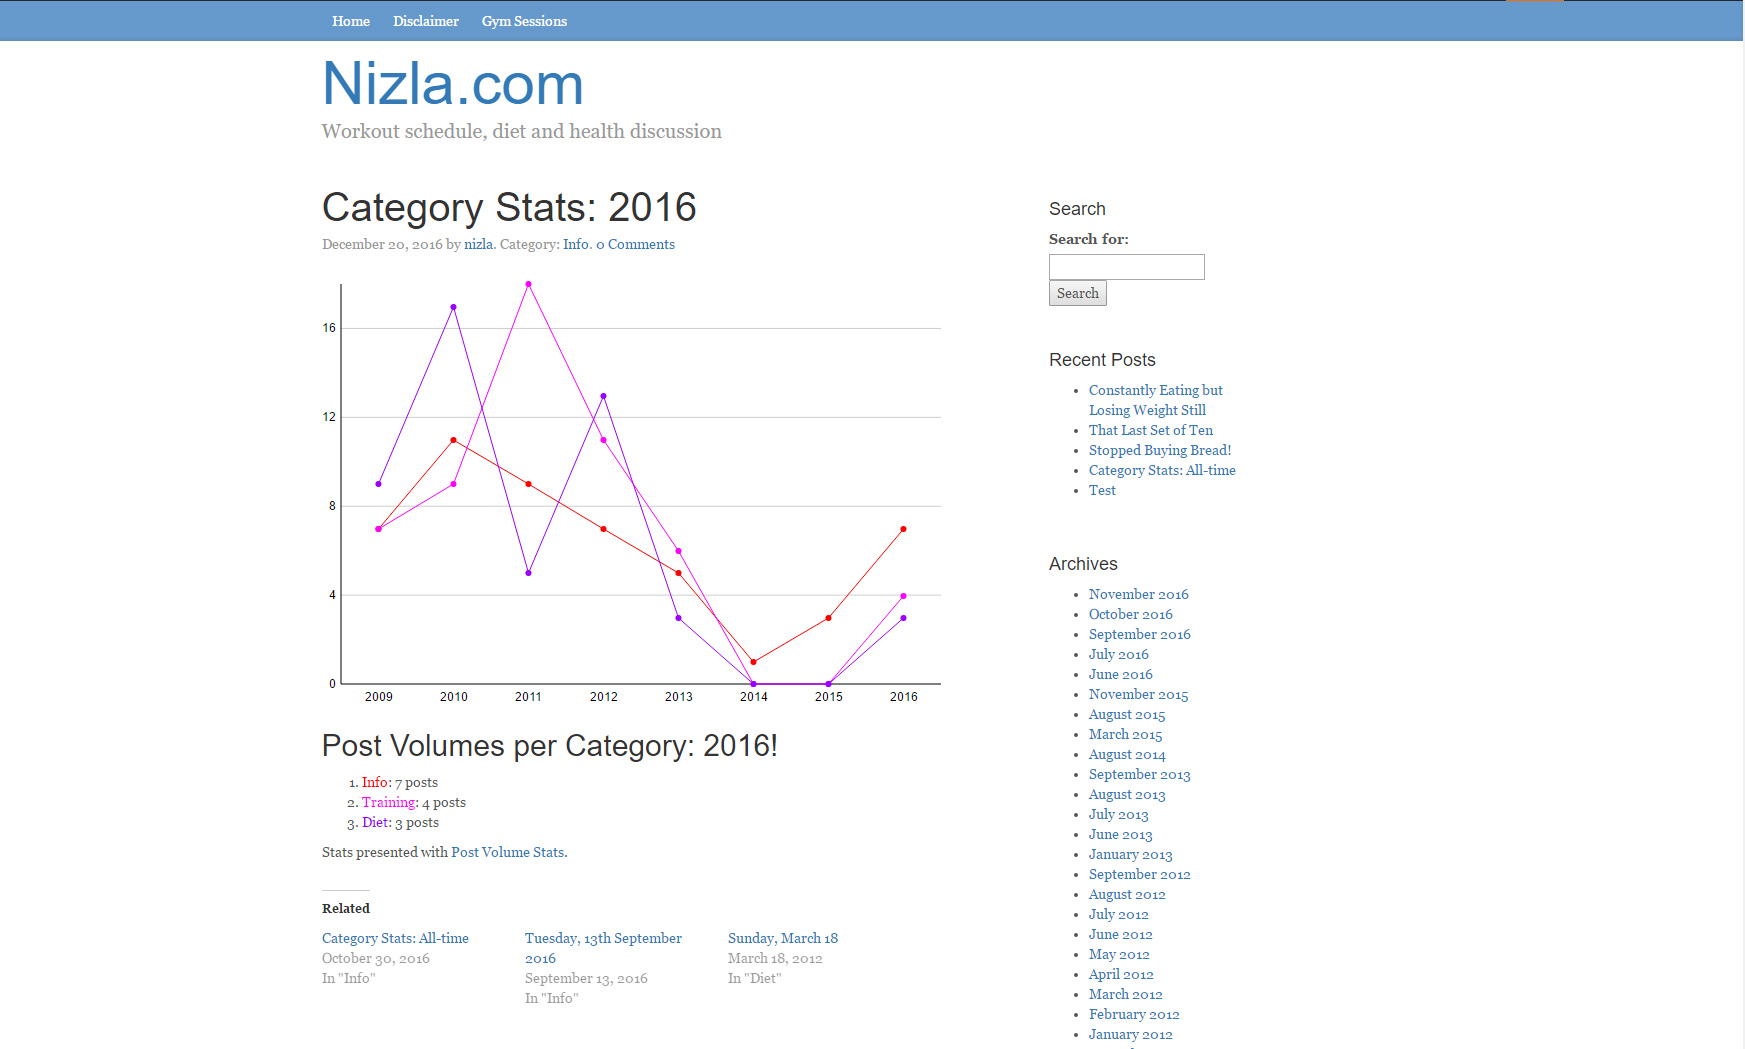 Home Disclaimer Gym Sessions
Nizla.com
Workout schedule, diet and health discussion
Category Stats: 2016
December 20, 2016 by nizla. Category: Info. 0 Comments
16
12
8
4
0
2009 2010 2011 2012 2013 2014 2015 2016
Post Volumes per Category: 2016!
1. Info: 7 posts
2. Training: 4 posts
3. Diet: 3 posts
Stats presented with Post Volume Stats.
Related
Category Stats: All-time
October 30, 2016
In "Info"
Tuesday, 13th September
2016
September 13, 2016
In "Info"
Sunday, March 18
March 18, 2012
In "Diet"
Search
Search for:
Search
Recent Posts
Constantly Eating but
Losing Weight Still
That Last Set of Ten
Stopped Buying Bread!
Category Stats: All-time
Test
Archives
November 2016
October 2016
September 2016
July 2016
June 2016
November 2015
August 2015
March 2015
August 2014
September 2013
August 2013
July 2013
June 2013
January 2013
September 2012
August 2012
July 2012
June 2012
May 2012
April 2012
March 2012
February 2012
January 2012